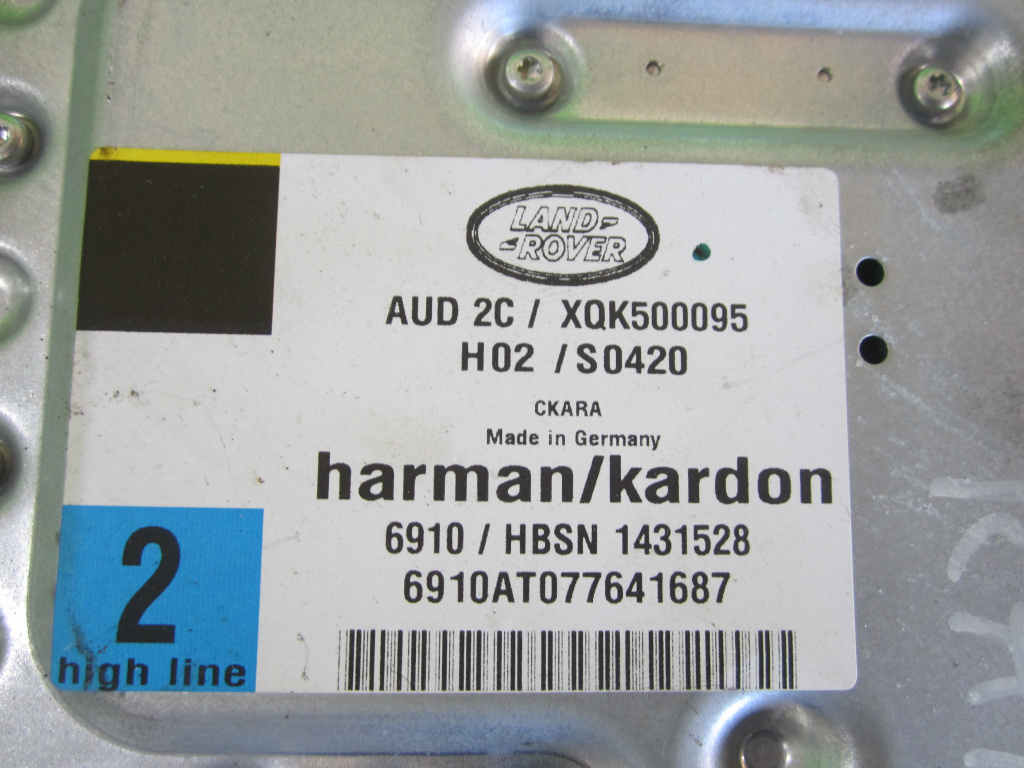 LAND-
-ROVER
AUD 2C / XQK500095
H02 / S0420
CKARA
Made in Germany
harman/kardon
6910 / HBSN 1431528
6910AT077641687
2
high line